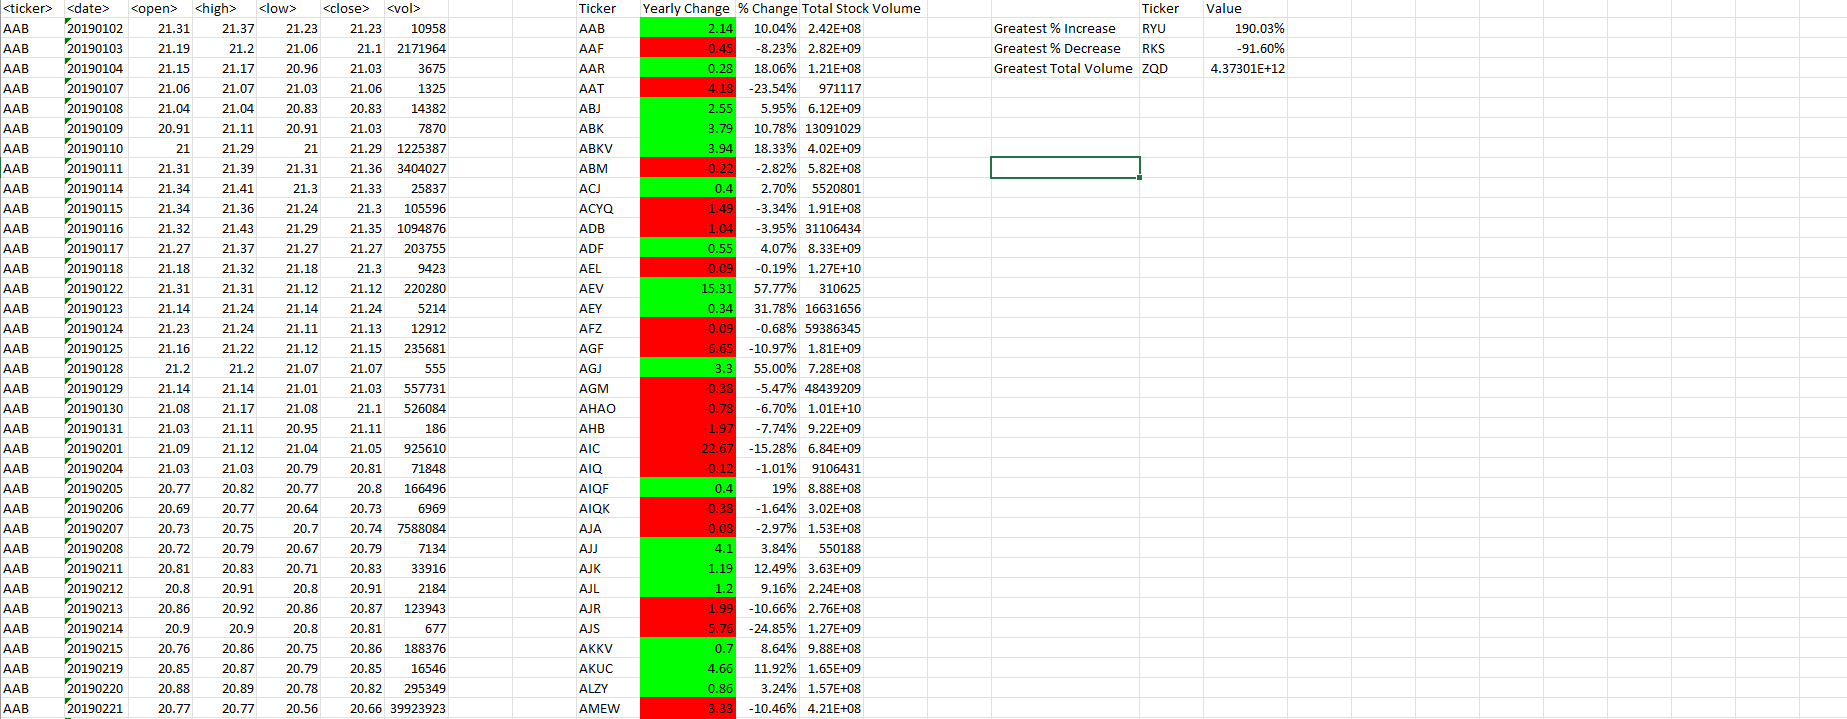 <ticker> <date> <open> <high> <low> <close> <vol> Ticker Yearly Change % Change Total Stock Volume Ticker Value
AAB 20190102 21.31 21.37 21.23 21.23 10958 AAB 2.14 10.04% 2.42E+08 Greatest % Increase RYU 190.03%
AAB 20190103 21.19 21.2 21.06 21.1 2171964 AAF -0.45 -8.23% 2.82E+09 Greatest % Decrease RKS -91.60%
AAB 20190104 21.15 21.17 20.96 21.03 3675 AAR 0.28 18.06% 1.21E+08 Greatest Total Volume ZQD 4.37301E+12
AAB 20190107 21.06 21.07 21.03 21.06 1325 AAT -4.18 -23.54% 971117
AAB 20190108 21.04 21.04 20.83 20.83 14382 ABJ 2.55 5.95% 6.12E+09
AAB 20190109 20.91 21.11 20.91 21.03 7870 ABK 3.79 10.78% 13091029
AAB 20190110 21 21.29 21 21.29 1225387 ABKV 3.94 18.33% 4.02E+09
AAB 20190111 21.31 21.39 21.31 21.36 3404027 ABM -0.22 -2.82% 5.82E+08
AAB 20190114 21.34 21.41 21.3 21.33 25837 ACJ 0.4 2.70% 5520801
AAB 20190115 21.34 21.36 21.24 21.3 105596 ACYQ -1.49 -3.34% 1.91E+08
AAB 20190116 21.32 21.43 21.29 21.35 1094876 ADB -1.04 -3.95% 31106434
AAB 20190117 21.27 21.37 21.27 21.27 203755 ADF 0.55 4.07% 8.33E+09
AAB 20190118 21.18 21.32 21.18 21.3 9423 AEL -0.09 -0.19% 1.27E+10
AAB 20190122 21.31 21.31 21.12 21.12 220280 AEV 15.31 57.77% 310625
AAB 20190123 21.14 21.24 21.14 21.24 5214 AEY 0.34 31.78% 16631656
AAB 20190124 21.23 21.24 21.11 21.13 12912 AFZ -0.09 -0.68% 59386345
AAB 20190125 21.16 21.22 21.12 21.15 235681 AGF -6.65 -10.97% 1.81E+09
AAB 20190128 21.2 21.2 21.07 21.07 555 AGJ 3.3 55.00% 7.28E+08
AAB 20190129 21.14 21.14 21.01 21.03 557731 AGM -0.38 -5.47% 48439209
AAB 20190130 21.08 21.17 21.08 21.1 526084 AHAO -0.78 -6.70% 1.01E+10
AAB 20190131 21.03 21.11 20.95 21.11 186 AHB -1.97 -7.74% 9.22E+09
AAB 20190201 21.09 21.12 21.04 21.05 925610 AIC -22.67 -15.28% 6.84E+09
AAB 20190204 21.03 21.03 20.79 20.81 71848 AIQ -0.12 -1.01% 9106431
AAB 20190205 20.77 20.82 20.77 20.8 166496 AIQF 0.4 19% 8.88E+08
AAB 20190206 20.69 20.77 20.64 20.73 6969 AIQK -0.38 -1.64% 3.02E+08
AAB 20190207 20.73 20.75 20.7 20.74 7588084 AJA -0.08 -2.97% 1.53E+08
AAB 20190208 20.72 20.79 20.67 20.79 7134 AJJ 4.1 3.84% 550188
AAB 20190211 20.81 20.83 20.71 20.83 33916 AJK 1.19 12.49% 3.63E+09
AAB 20190212 20.8 20.91 20.8 20.91 2184 AJL 1.2 9.16% 2.24E+08
AAB 20190213 20.86 20.92 20.86 20.87 123943 AJR -1.99 -10.66% 2.76E+08
AAB 20190214 20.9 20.9 20.8 20.81 677 AJS -5.76 -24.85% 1.27E+09
AAB 20190215 20.76 20.86 20.75 20.86 188376 AKKV 0.7 8.64% 9.88E+08
AAB 20190219 20.85 20.87 20.79 20.85 16546 AKUC 4.66 11.92% 1.65E+09
AAB 20190220 20.88 20.89 20.78 20.82 295349 ALZY 0.86 3.24% 1.57E+08
AAB 20190221 20.77 20.77 20.56 20.66 39923923 AMEW -3.33 -10.46% 4.21E+08